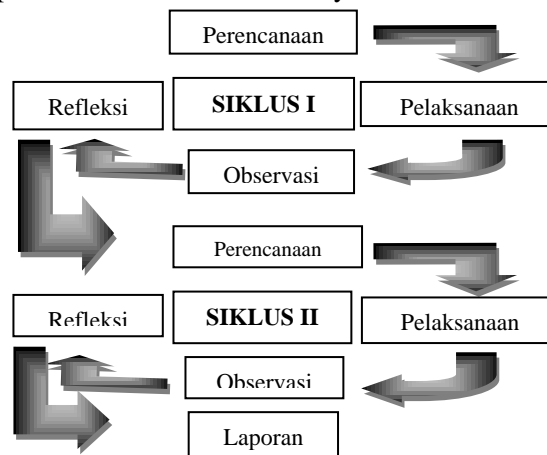 Perencanaan
Refleksi
SIKLUS I
Pelaksanaan
Observasi
Perencanaan
Refleksi
SIKLUS II
Pelaksanaan
Observasi
Laporan